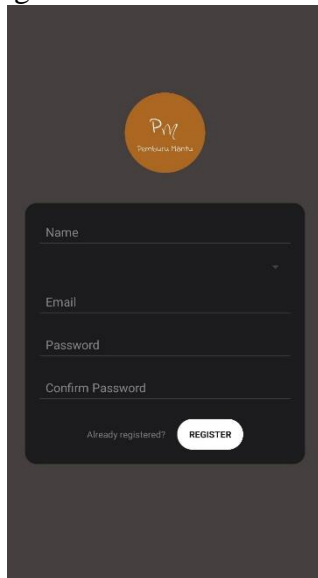 PM
Pemburu Hantu
Name
Email
Password
Confirm Password
Already registered? REGISTER